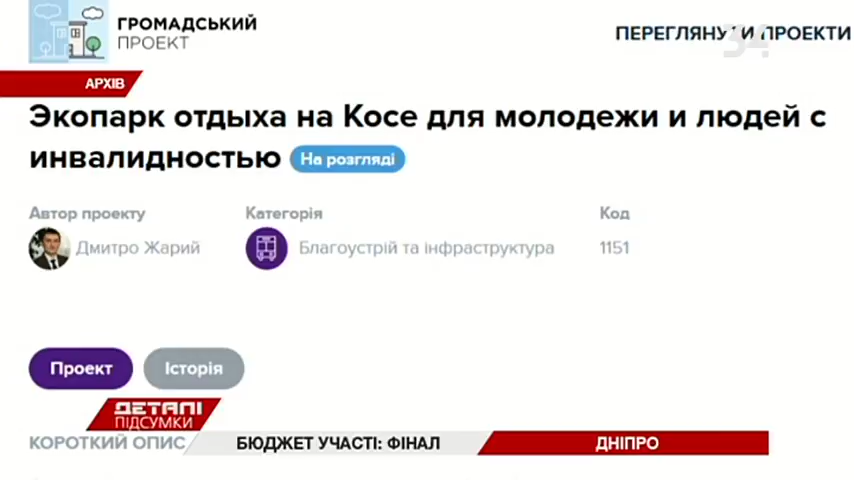 ГРОМАДСЬКИЙ
ПРОЕКТ
ПЕРЕГЛЯНУТИ ПРОЕКТИ
34
АРХІВ
Экопарк отдыха на Косе для молодежи и людей с
инвалидностью На розгляді
Автор проекту Категорія Код
Дмитро Жарий Благоустрій та інфраструктура 1151
Проект Історія
ДЕТАЛІ
ПІДСУМКИ
КОРОТКИЙ ОПИС БЮДЖЕТ УЧАСТІ: ФІНАЛ ДНІПРО